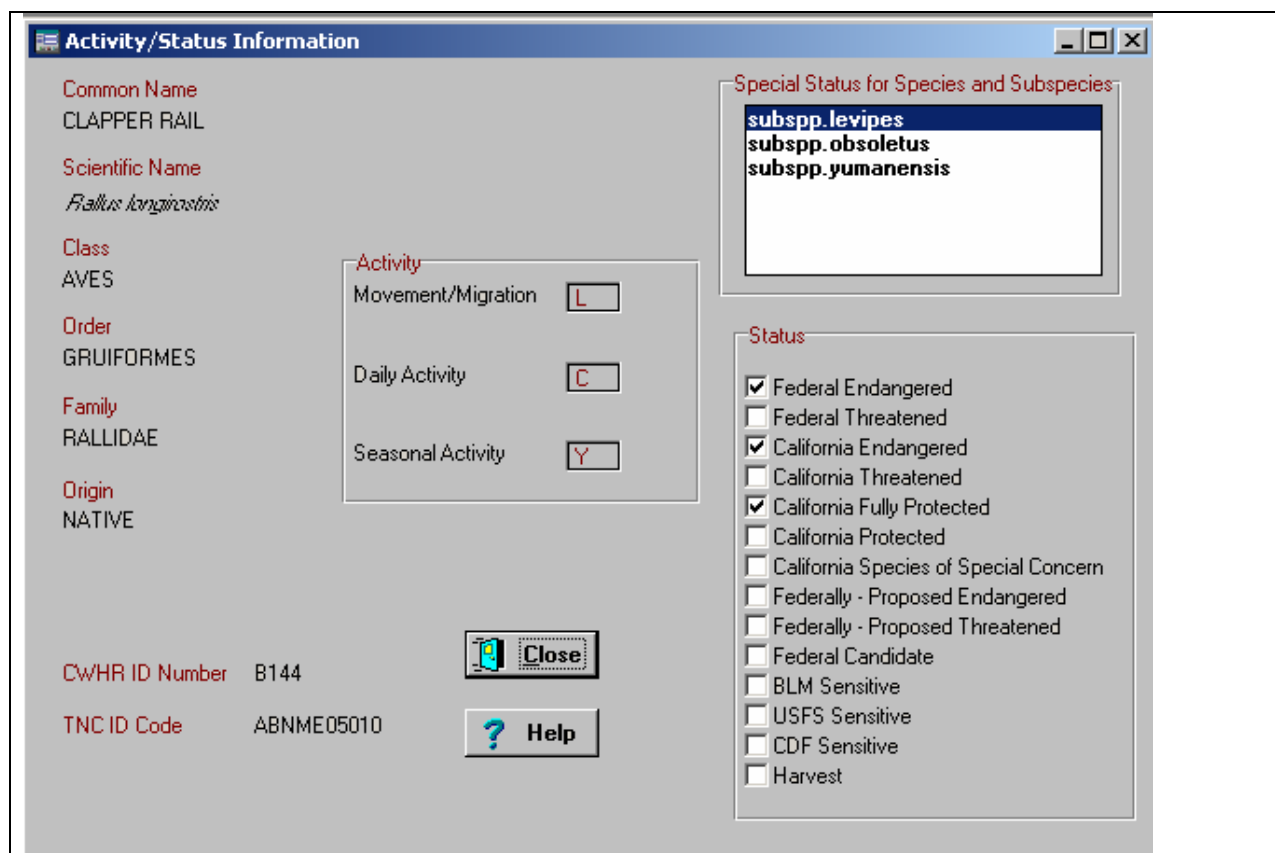 Activity/Status Information
Common Name
CLAPPER RAIL
Scientific Name
Rallus longirostris
Class
AVES
Order
GRUIFORMES
Family
RALLIDAE
Origin
NATIVE
Activity
Movement/Migration L
Daily Activity C
Seasonal Activity Y
Special Status for Species and Subspecies
subspp.levipes
subspp.obsoletus
subspp.yumanensis
Status
Federal Endangered
Federal Threatened
California Endangered
California Threatened
California Fully Protected
California Protected
California Species of Special Concern
Federally - Proposed Endangered
Federally - Proposed Threatened
Federal Candidate
BLM Sensitive
USFS Sensitive
CDF Sensitive
Harvest
CWHR ID Number B144
TNC ID Code ABNME05010
Close
? Help